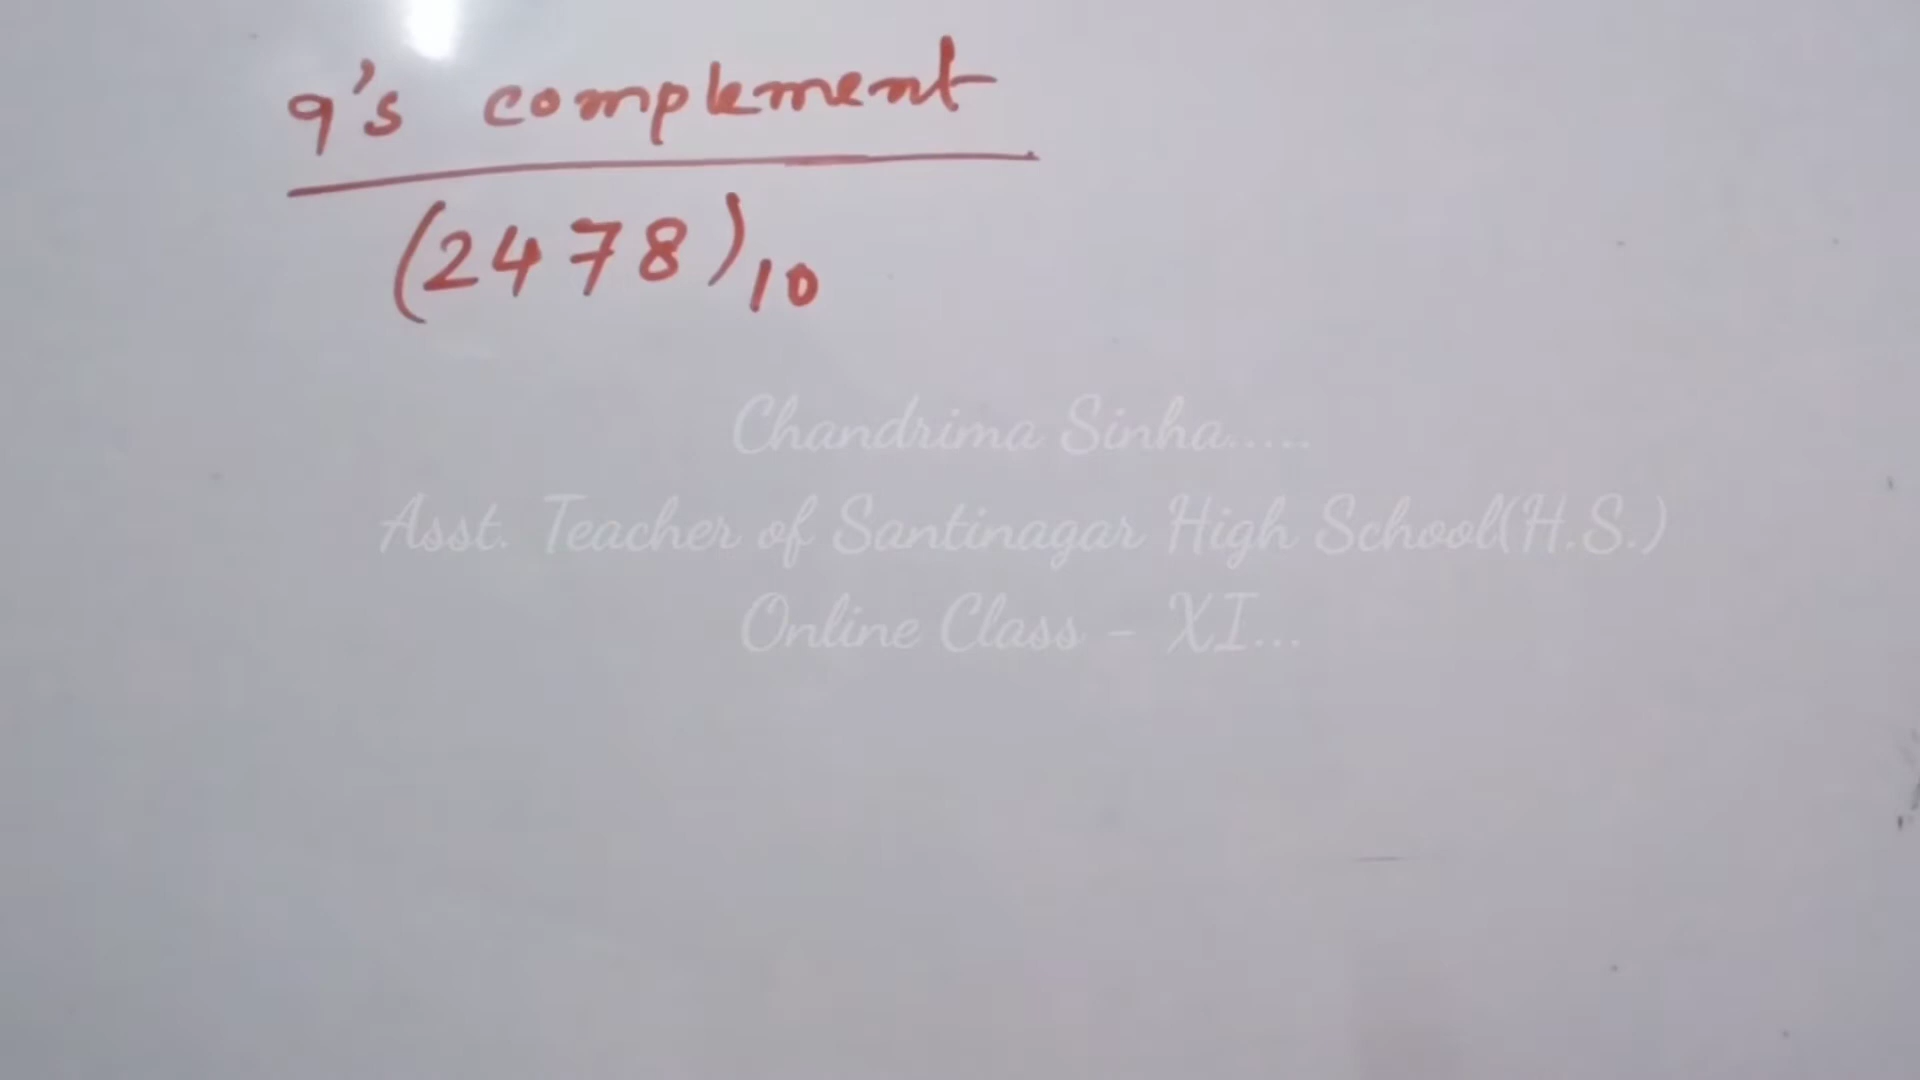 9's complement
(2478)10
Chandrima Sinha.....
Asst. Teacher of Santinagar High School(H.S.)
Online Class - XI...